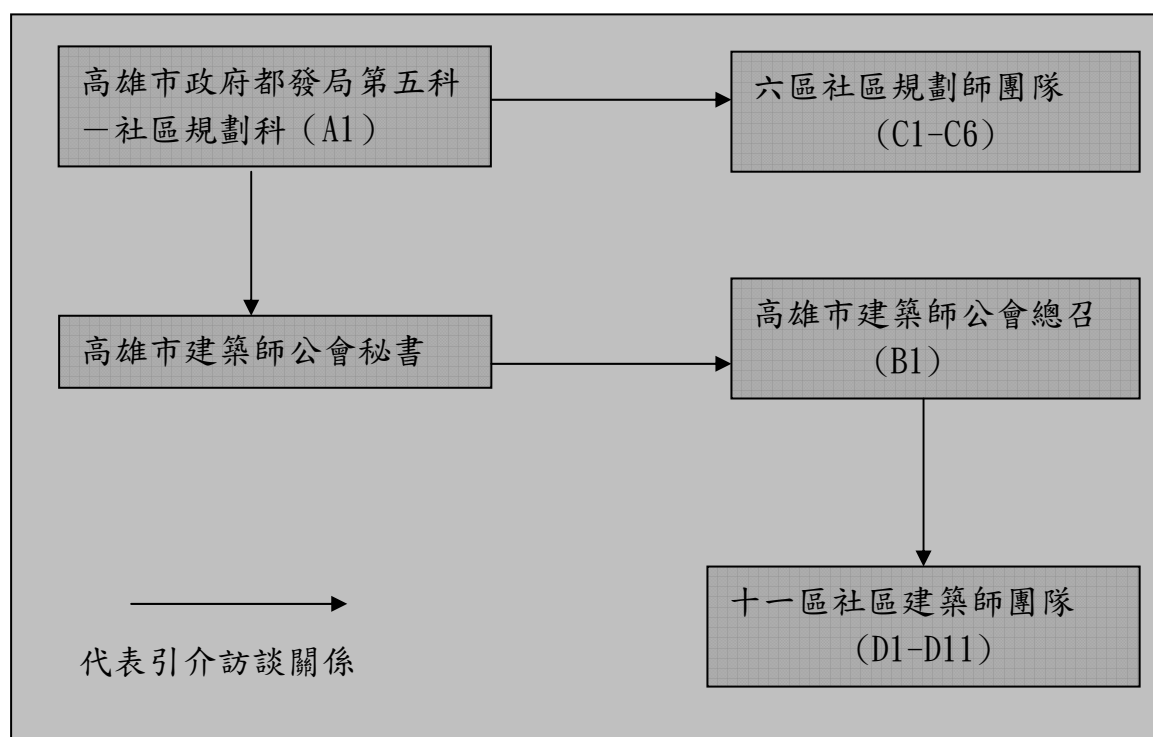 高雄市政府都發局第五科
－社區規劃科（A1）
六區社區規劃師團隊
（C1-C6）
高雄市建築師公會秘書
高雄市建築師公會總召
（B1）
十一區社區建築師團隊
（D1-D11）
代表引介訪談關係